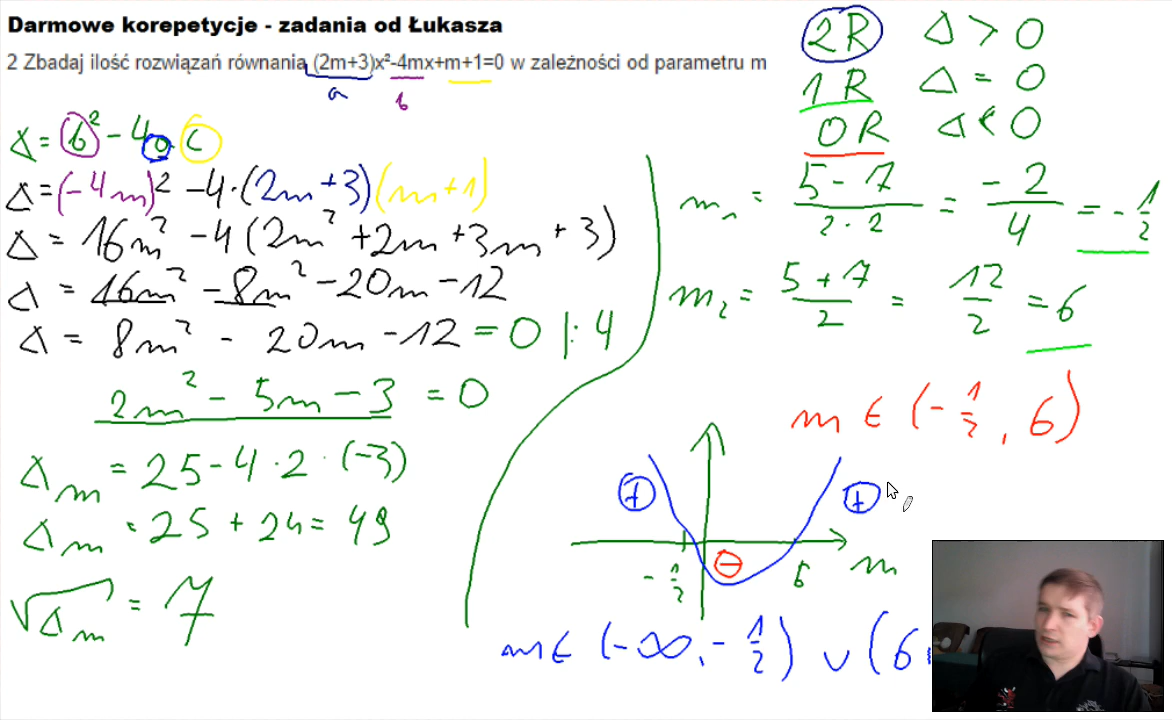 Darmowe korepetycje - zadania od Łukasza
2 Zbadaj ilość rozwiązań równania (2m+3)x²-4mx+m+1=0 w zależności od parametru m
a b
Δ = b² - 4a c
Δ = (-4m)² -4·(2m+3)(m+1)
Δ = 16m² -4(2m² +2m +3m +3)
Δ = 16m² -8m² -20m -12
Δ = 8m² - 20m -12 = 0 |: 4
2m² - 5m - 3 = 0
Δm = 25 - 4·2·(-3)
Δm = 25 + 24 = 49
√Δm = 7
2R Δ > 0
1R Δ = 0
0R Δ < 0
m₁ = 5-7 / 2·2 = -2 / 4 = - 1/2
m₂ = 5+7 / 2 = 12 / 2 = 6
m ∈ (- 1/2, 6)
+ +
-
- 1/2 6 m
m ∈ (-∞, - 1/2) ∪ (6